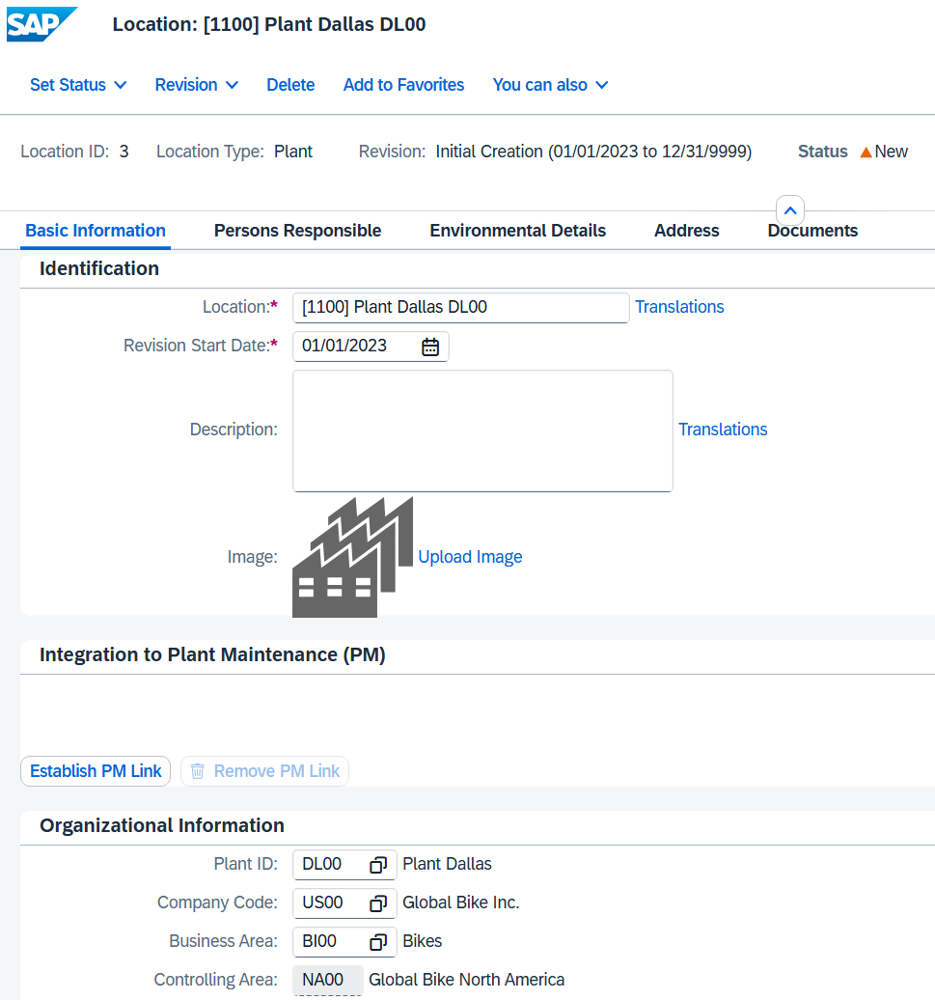 SAP Location: [1100] Plant Dallas DL00
Set Status Revision Delete Add to Favorites You can also
Location ID: 3 Location Type: Plant Revision: Initial Creation (01/01/2023 to 12/31/9999) Status New
Basic Information Persons Responsible Environmental Details Address Documents
Identification
Location:* [1100] Plant Dallas DL00 Translations
Revision Start Date:* 01/01/2023
Description: Translations
Image: Upload Image
Integration to Plant Maintenance (PM)
Establish PM Link Remove PM Link
Organizational Information
Plant ID: DL00 Plant Dallas
Company Code: US00 Global Bike Inc.
Business Area: BI00 Bikes
Controlling Area: NA00 Global Bike North America